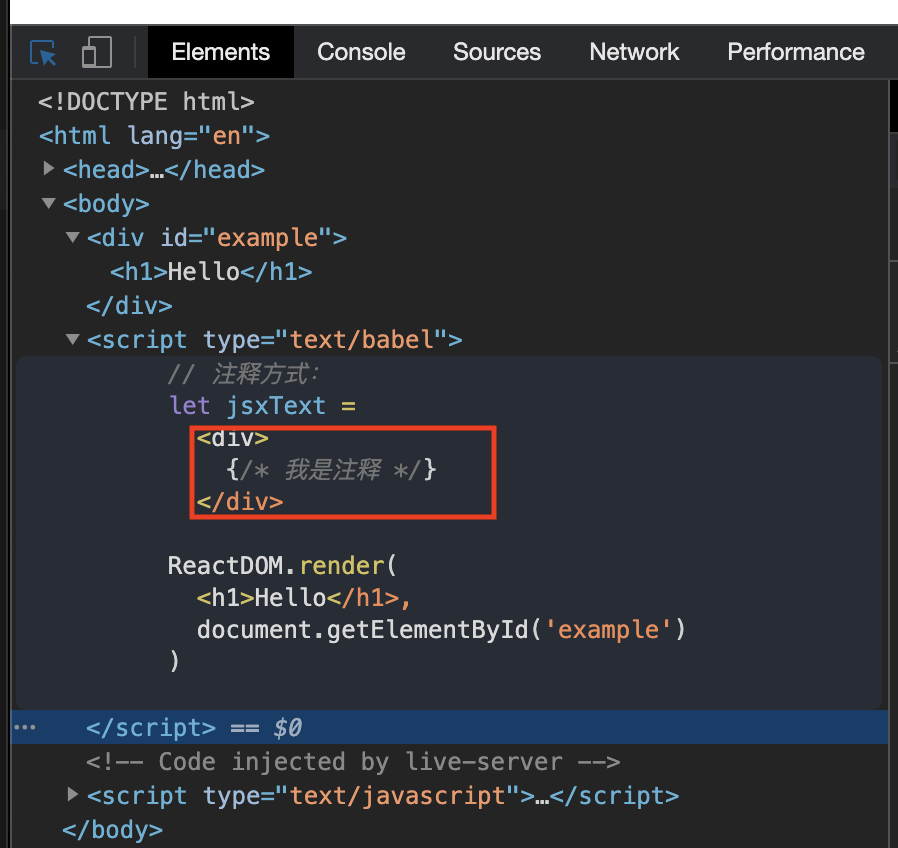 Elements Console Sources Network Performance
<!DOCTYPE html>
<html lang="en">
<head>…</head>
<body>
<div id="example">
<h1>Hello</h1>
</div>
<script type="text/babel">
// 注释方式：
let jsxText =
<div>
{/* 我是注释 */}
</div>
ReactDOM.render(
<h1>Hello</h1>,
document.getElementById('example')
)
</script> == $0
<!-- Code injected by live-server -->
<script type="text/javascript">…</script>
</body>